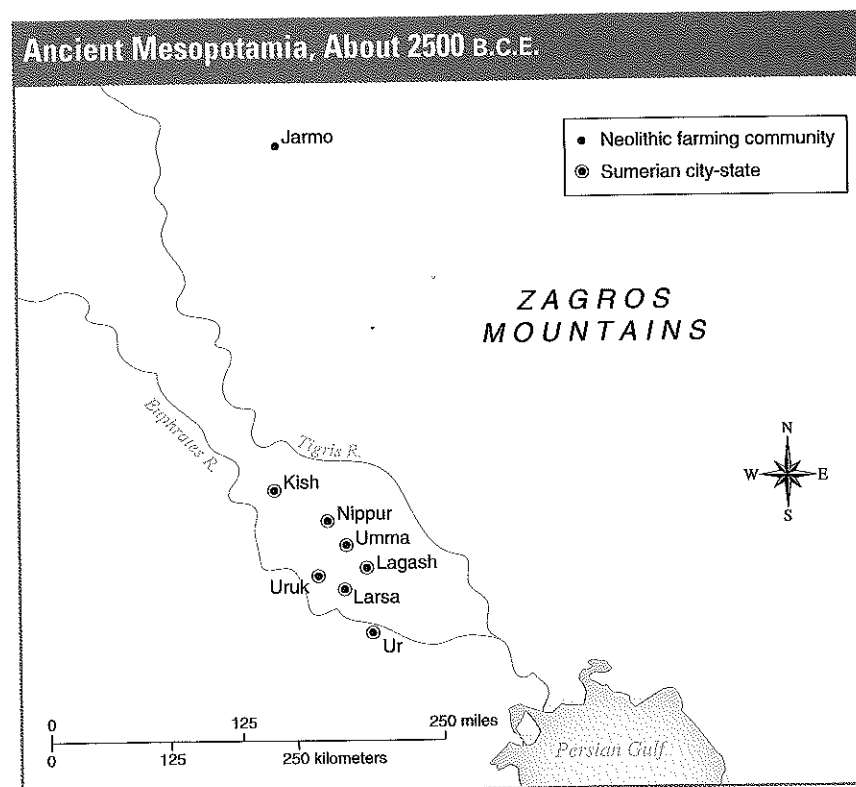 Ancient Mesopotamia, About 2500 B.C.E.
Jarmo
Neolithic farming community
Sumerian city-state
ZAGROS
MOUNTAINS
Euphrates R.
Tigris R.
N
W
E
S
Kish
Nippur
Umma
Lagash
Uruk
Larsa
Ur
0
125
250 miles
0
125
250 kilometers
Persian Gulf